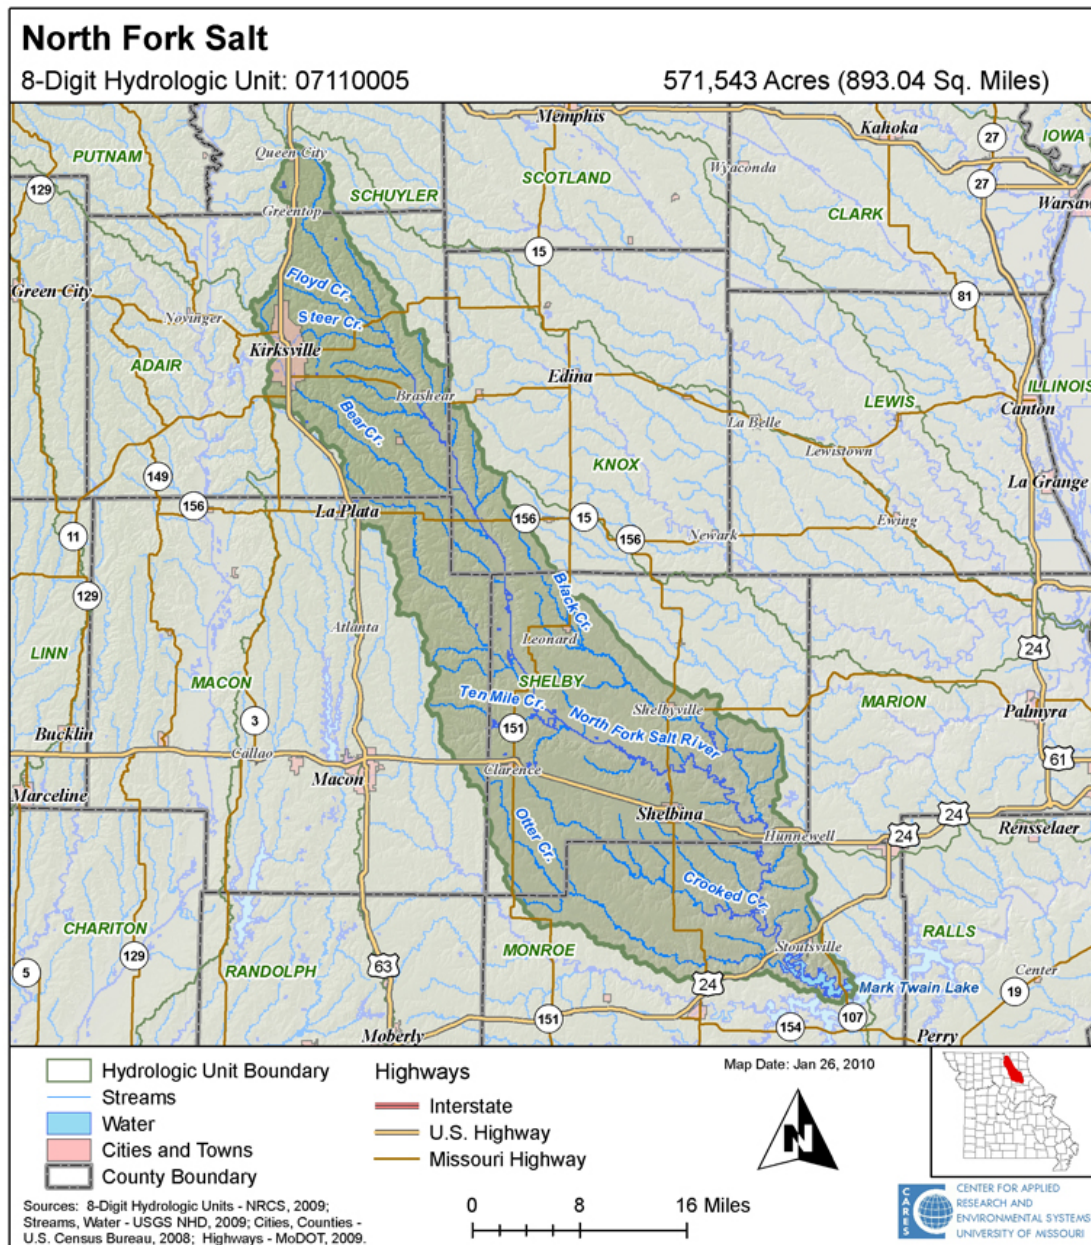 North Fork Salt
8-Digit Hydrologic Unit: 07110005
571,543 Acres (893.04 Sq. Miles)
Memphis
Kahoka
27
IOWA
Queen City
PUTNAM
129
SCHUYLER
SCOTLAND
Wyaconda
27
Warsaw
CLARK
Greentop
15
Green City
Floyd Cr.
81
Novinger
Steer Cr.
Kirksville
ADAIR
Edina
ILLINOIS
Brashear
LEWIS
Canton
Bear Cr.
La Belle
Lewistown
KNOX
149
La Grange
156
La Plata
156
15
Ewing
11
156
Newark
129
Black Cr.
Atlanta
Leonard
24
LINN
MACON
SHELBY
Ten Mile Cr.
MARION
3
Shelbyville
Palmyra
Bucklin
151
North Fork Salt River
Callao
Clarence
61
Macon
Marceline
Shelbina
24
Rensselaer
Otter Cr.
Hunnewell
24
Crooked Cr.
CHARITON
129
MONROE
Stoutsville
RALLS
5
RANDOLPH
63
24
Mark Twain Lake
Center
19
151
107
Moberly
154
Perry
Hydrologic Unit Boundary
Streams
Water
Cities and Towns
County Boundary
Highways
Interstate
U.S. Highway
Missouri Highway
Map Date: Jan 26, 2010
N
Sources: 8-Digit Hydrologic Units - NRCS, 2009;
Streams, Water - USGS NHD, 2009; Cities, Counties -
U.S. Census Bureau, 2008; Highways - MoDOT, 2009.
0 8 16 Miles
CARES
CENTER FOR APPLIED
RESEARCH AND
ENVIRONMENTAL SYSTEMS
UNIVERSITY OF MISSOURI